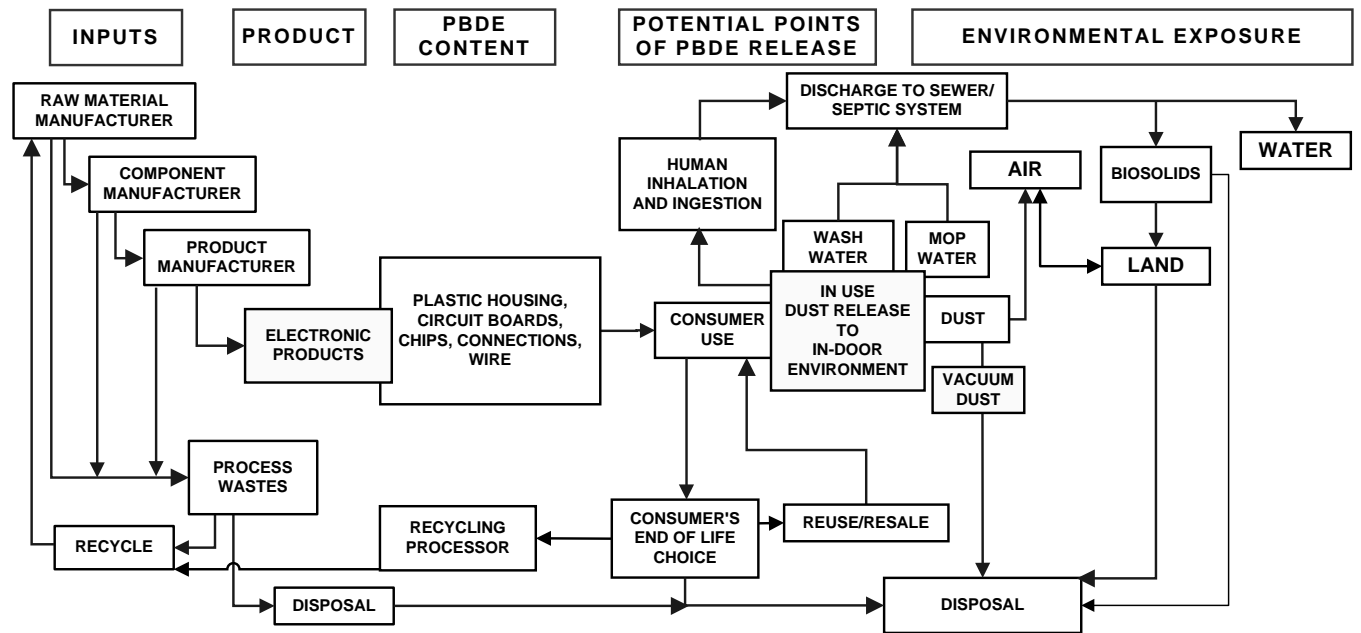 INPUTS
PRODUCT
PBDE
CONTENT
POTENTIAL POINTS
OF PBDE RELEASE
ENVIRONMENTAL EXPOSURE
RAW MATERIAL
MANUFACTURER
DISCHARGE TO SEWER/
SEPTIC SYSTEM
COMPONENT
MANUFACTURER
HUMAN
INHALATION
AND INGESTION
AIR
BIOSOLIDS
WATER
PRODUCT
MANUFACTURER
WASH
WATER
MOP
WATER
LAND
ELECTRONIC
PRODUCTS
PLASTIC HOUSING,
CIRCUIT BOARDS,
CHIPS, CONNECTIONS,
WIRE
CONSUMER
USE
IN USE
DUST RELEASE
TO
IN-DOOR
ENVIRONMENT
DUST
VACUUM
DUST
PROCESS
WASTES
RECYCLE
RECYCLING
PROCESSOR
CONSUMER'S
END OF LIFE
CHOICE
REUSE/RESALE
DISPOSAL
DISPOSAL